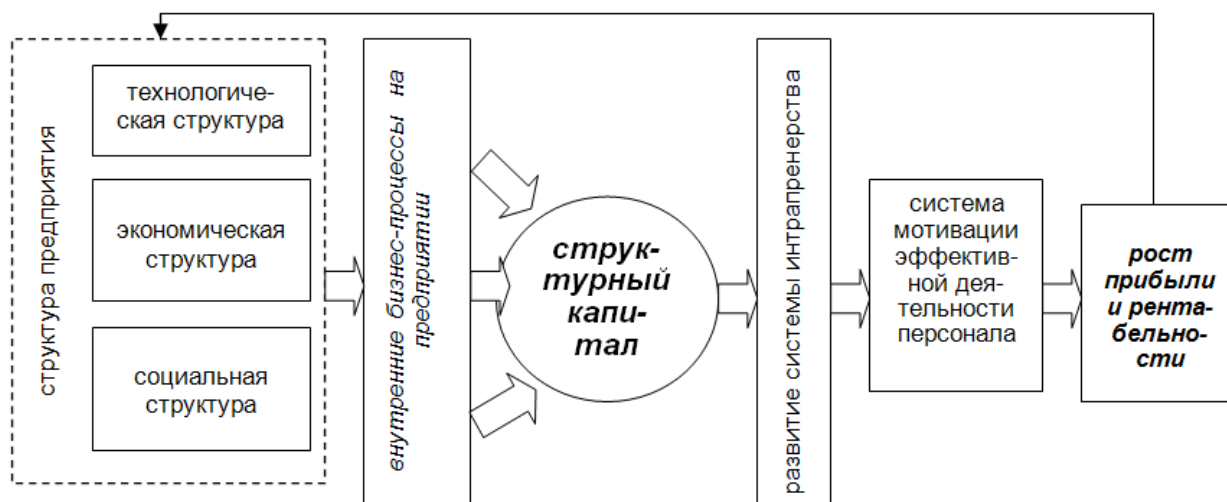 структура предприятия
технологиче-
ская структура
экономическая
структура
социальная
структура
внутренние бизнес-процессы на
предприятии
струк-
турный
капи-
тал
развитие системы интрапренерства
система
мотивации
эффектив-
ной дея-
тельности
персонала
рост
прибыли
и рента-
бельно-
сти